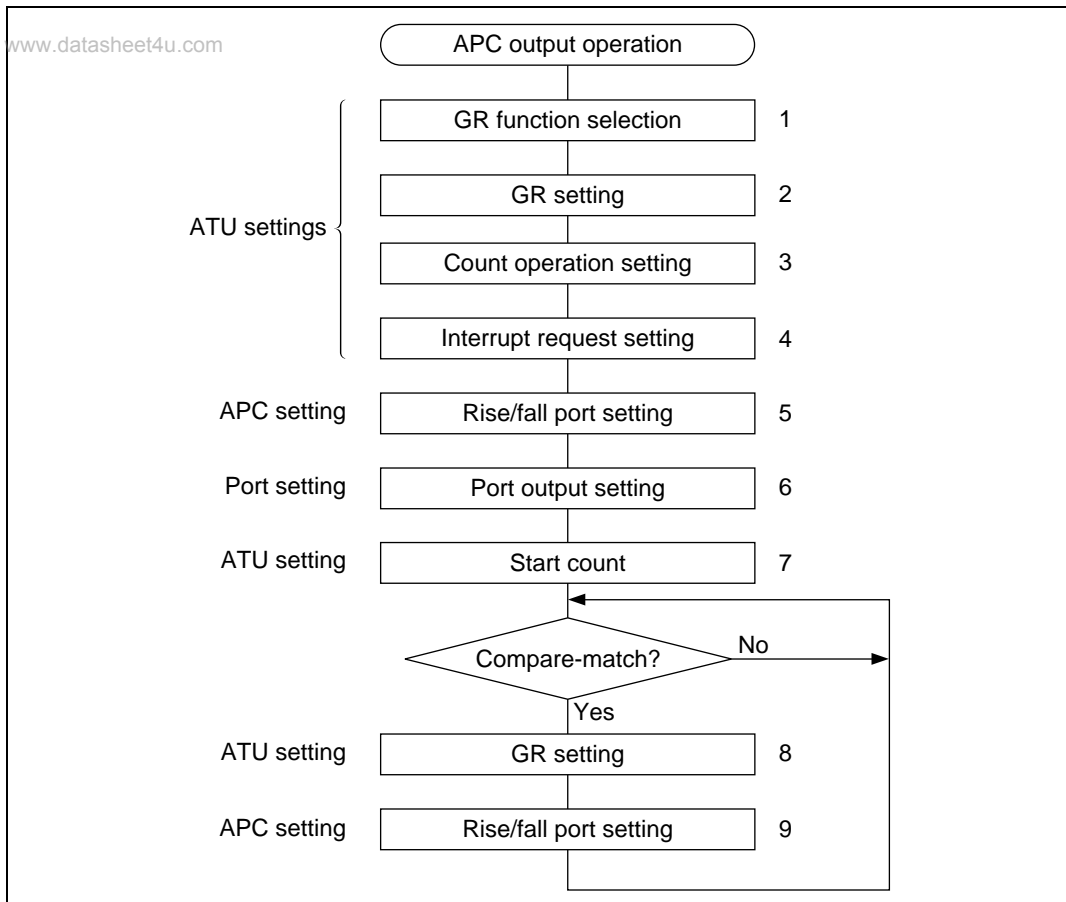 www.datasheet4u.com
APC output operation
GR function selection 1
GR setting 2
ATU settings
Count operation setting 3
Interrupt request setting 4
APC setting Rise/fall port setting 5
Port setting Port output setting 6
ATU setting Start count 7
Compare-match? No
Yes
ATU setting GR setting 8
APC setting Rise/fall port setting 9